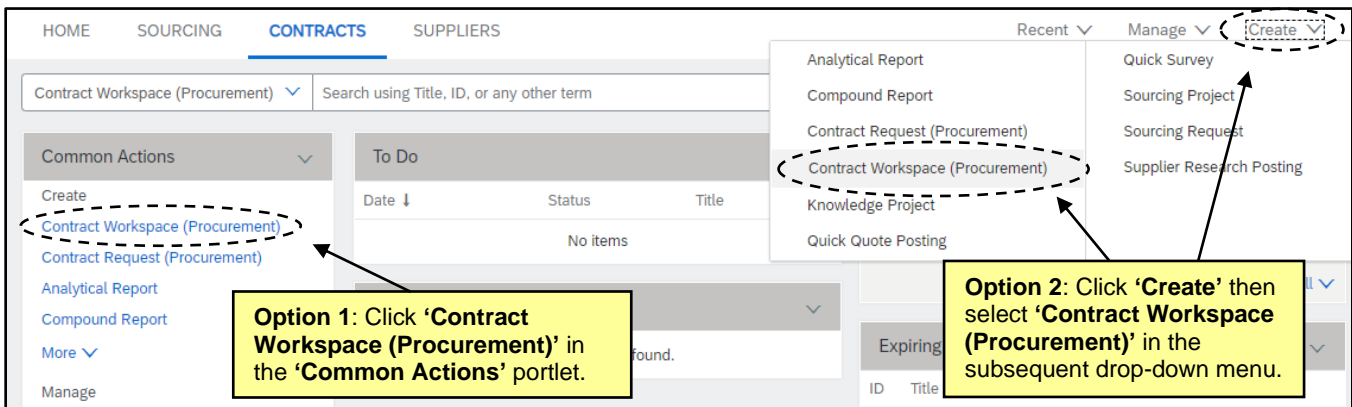 HOME SOURCING CONTRACTS SUPPLIERS Recent Manage Create
Contract Workspace (Procurement) Search using Title, ID, or any other term
Analytical Report Quick Survey
Compound Report Sourcing Project
Contract Request (Procurement) Sourcing Request
Contract Workspace (Procurement) Supplier Research Posting
Knowledge Project
Quick Quote Posting
Common Actions
Create
Contract Workspace (Procurement)
Contract Request (Procurement)
Analytical Report
Compound Report
More
Manage
To Do
Date ↓ Status Title
No items
found.
Option 1: Click ‘Contract
Workspace (Procurement)’ in
the ‘Common Actions’ portlet.
Option 2: Click ‘Create’ then
select ‘Contract Workspace
(Procurement)’ in the
subsequent drop-down menu.
Expiring
ID Title